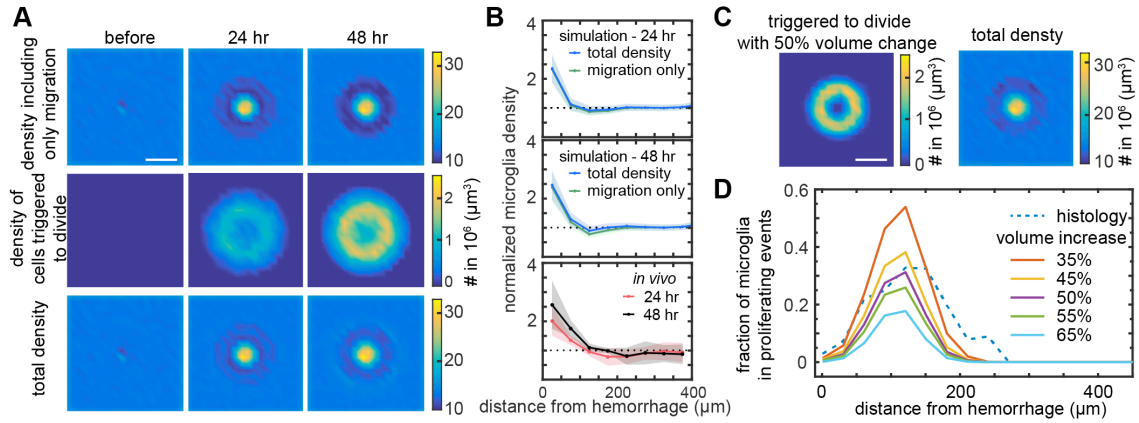 A
before
24 hr
48 hr
density including
only migration
30
20
10
density of
cells triggered
to divide
2
1
0
# in 10⁶ (µm³)
total density
30
20
10
B
normalized microglia density
4
simulation - 24 hr
total density
migration only
2
4
simulation - 48 hr
total density
migration only
2
4
in vivo
24 hr
48 hr
2
0
200
400
distance from hemorrhage (µm)
C
triggered to divide
with 50% volume change
2
1
0
# in 10⁶ (µm³)
total densty
30
20
10
# in 10⁶ (µm³)
D
fraction of microglia
in proliferating events
0.6
0.4
0.2
0
histology
volume increase
35%
45%
50%
55%
65%
0
200
400
distance from hemorrhage (µm)